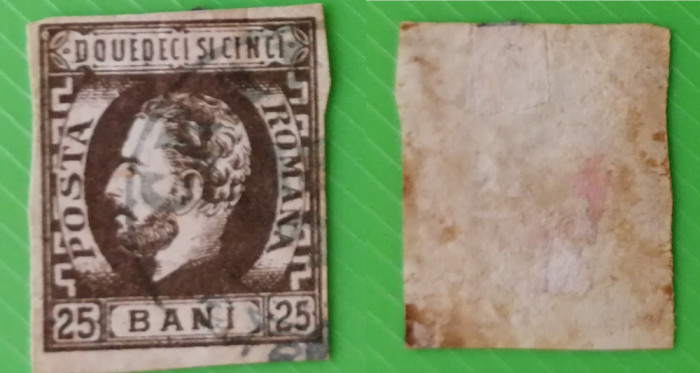 DOUEDECI SI CINCI
POSTA
ROMANA
25 BANI 25